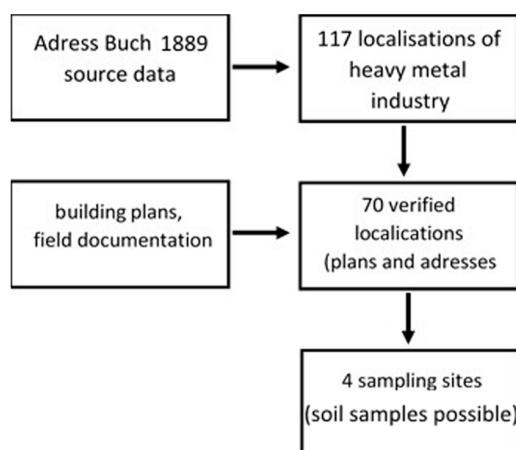 Adress Buch 1889
source data
117 localisations of
heavy metal
industry
building plans,
field documentation
70 verified
localications
(plans and adresses
4 sampling sites
(soil samples possible)